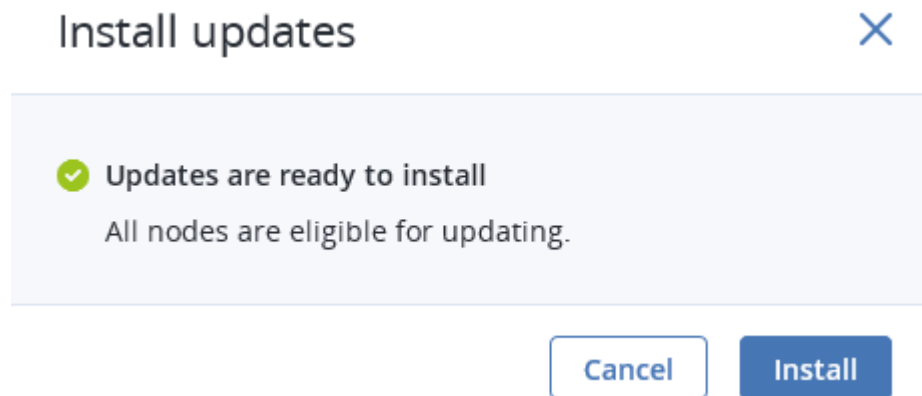 Install updates
Updates are ready to install
All nodes are eligible for updating.
Cancel
Install